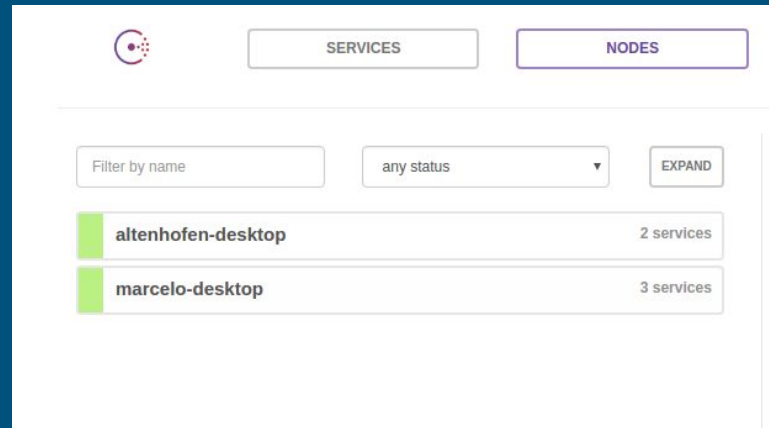 SERVICES NODES
Filter by name any status EXPAND
altenhofen-desktop 2 services
marcelo-desktop 3 services